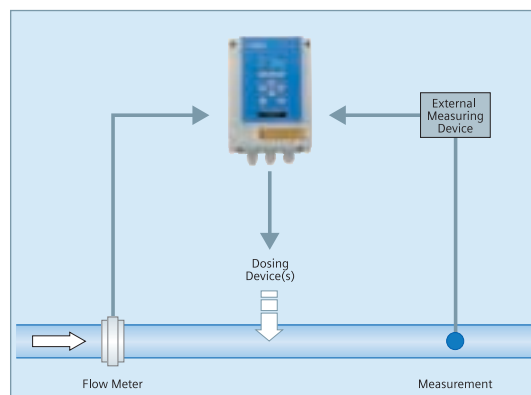 External
Measuring
Device
Dosing
Device(s)
Flow Meter
Measurement